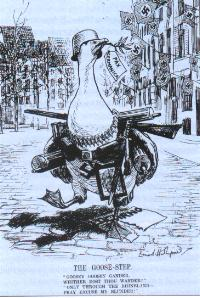 THE GOOSE-STEP.
"GOOSEY GOOSEY GANDER,
WHITHER DOST THOU WANDER?"
"ONLY THROUGH THE RHINELAND—
PRAY EXCUSE MY BLUNDER!"